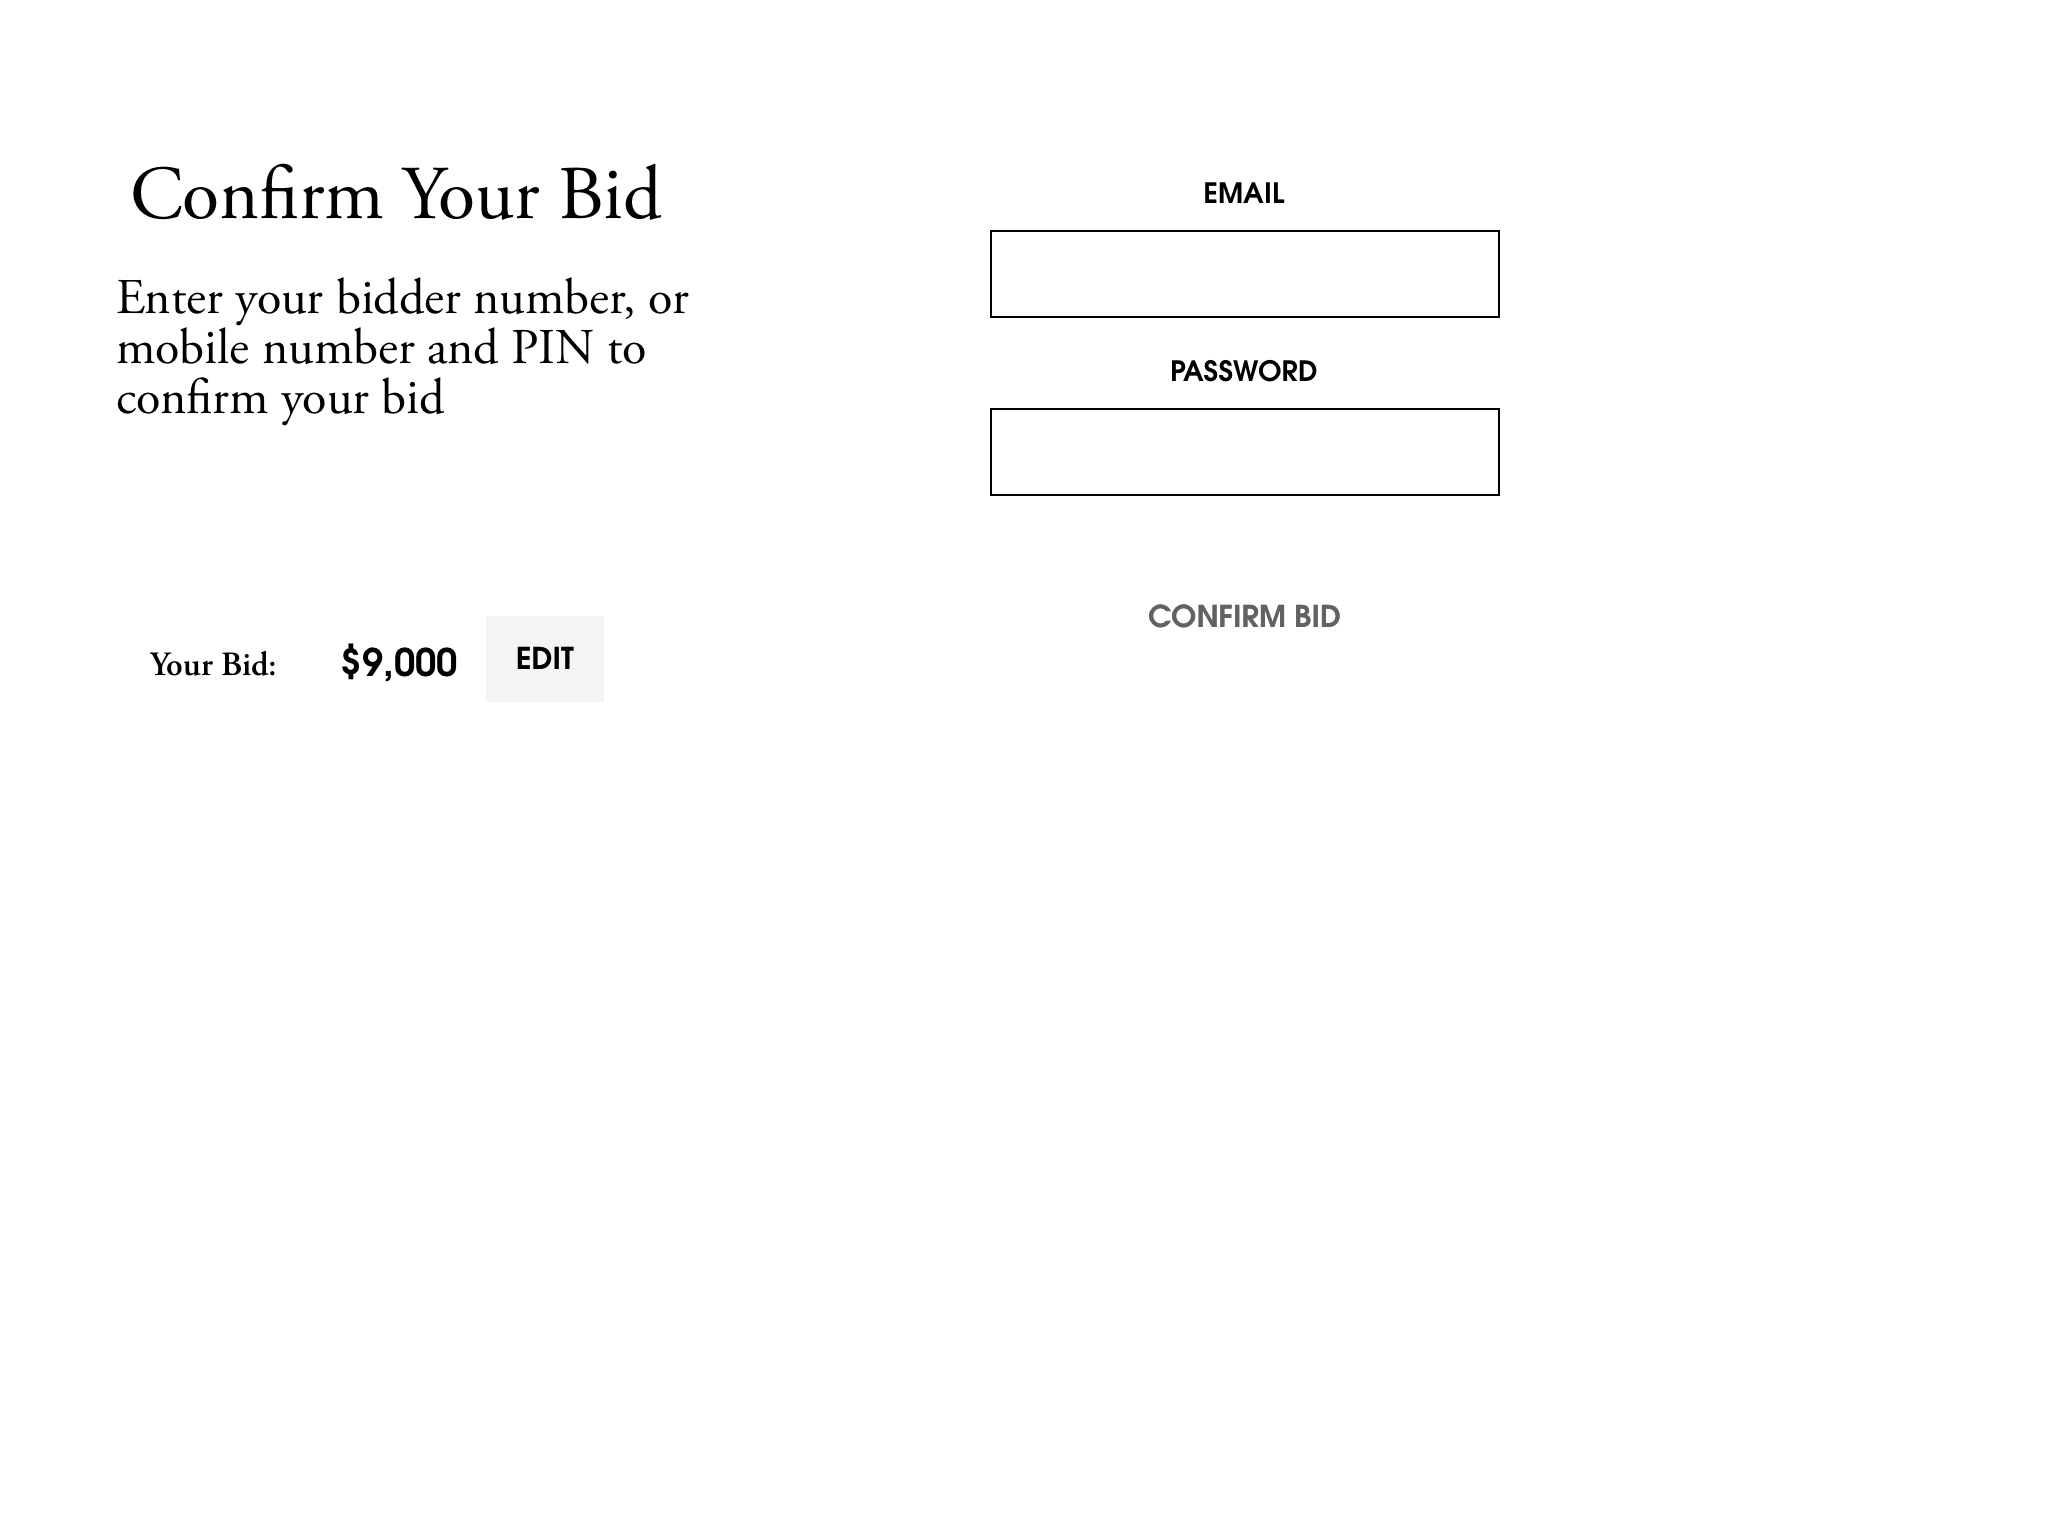 Confirm Your Bid
Enter your bidder number, or
mobile number and PIN to
confirm your bid
Your Bid: $9,000 EDIT
EMAIL
PASSWORD
CONFIRM BID